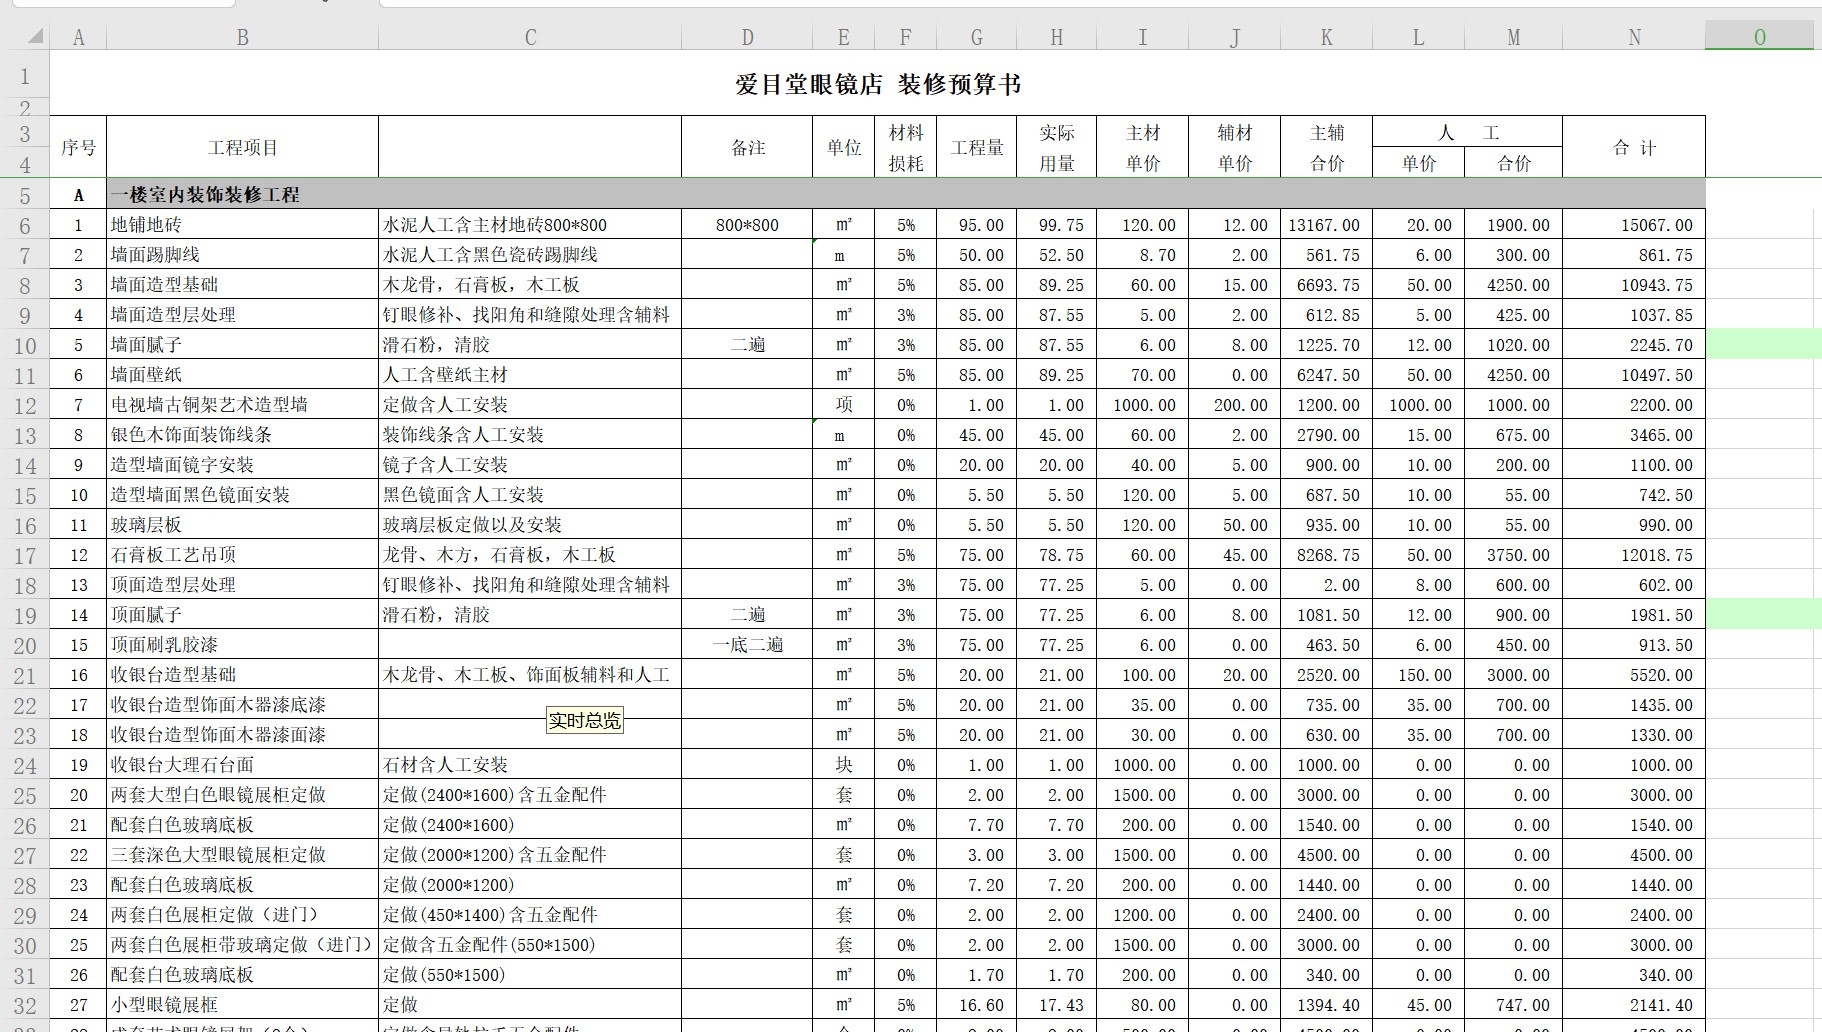 A B C D E F G H I J K L M N O
1 爱目堂眼镜店 装修预算书
2
3 序号 工程项目 备注 单位 材料 工程量 实际 主材 辅材 主辅 人 工 合 计
4 损耗 用量 单价 单价 合价 单价 合价
5 A 一楼室内装饰装修工程
6 1 地铺地砖 水泥人工含主材地砖800*800 800*800 m² 5% 95.00 99.75 120.00 12.00 13167.00 20.00 1900.00 15067.00
7 2 墙面踢脚线 水泥人工含黑色瓷砖踢脚线 m 5% 50.00 52.50 8.70 2.00 561.75 6.00 300.00 861.75
8 3 墙面造型基础 木龙骨，石膏板，木工板 m² 5% 85.00 89.25 60.00 15.00 6693.75 50.00 4250.00 10943.75
9 4 墙面造型层处理 钉眼修补、找阳角和缝隙处理含辅料 m² 3% 85.00 87.55 5.00 2.00 612.85 5.00 425.00 1037.85
10 5 墙面腻子 滑石粉，清胶 二遍 m² 3% 85.00 87.55 6.00 8.00 1225.70 12.00 1020.00 2245.70
11 6 墙面壁纸 人工含壁纸主材 m² 5% 85.00 89.25 70.00 0.00 6247.50 50.00 4250.00 10497.50
12 7 电视墙古铜架艺术造型墙 定做含人工安装 项 0% 1.00 1.00 1000.00 200.00 1200.00 1000.00 1000.00 2200.00
13 8 银色木饰面装饰线条 装饰线条含人工安装 m 0% 45.00 45.00 60.00 2.00 2790.00 15.00 675.00 3465.00
14 9 造型墙面镜字安装 镜子含人工安装 m² 0% 20.00 20.00 40.00 5.00 900.00 10.00 200.00 1100.00
15 10 造型墙面黑色镜面安装 黑色镜面含人工安装 m² 0% 5.50 5.50 120.00 5.00 687.50 10.00 55.00 742.50
16 11 玻璃层板 玻璃层板定做以及安装 m² 0% 5.50 5.50 120.00 50.00 935.00 10.00 55.00 990.00
17 12 石膏板工艺吊顶 龙骨、木方，石膏板，木工板 m² 5% 75.00 78.75 60.00 45.00 8268.75 50.00 3750.00 12018.75
18 13 顶面造型层处理 钉眼修补、找阳角和缝隙处理含辅料 m² 3% 75.00 77.25 5.00 0.00 2.00 8.00 600.00 602.00
19 14 顶面腻子 滑石粉，清胶 二遍 m² 3% 75.00 77.25 6.00 8.00 1081.50 12.00 900.00 1981.50
20 15 顶面刷乳胶漆 一底二遍 m² 3% 75.00 77.25 6.00 0.00 463.50 6.00 450.00 913.50
21 16 收银台造型基础 木龙骨、木工板、饰面板辅料和人工 m² 5% 20.00 21.00 100.00 20.00 2520.00 150.00 3000.00 5520.00
22 17 收银台造型饰面木器漆底漆 m² 5% 20.00 21.00 35.00 0.00 735.00 35.00 700.00 1435.00
实时总览
23 18 收银台造型饰面木器漆面漆 m² 5% 20.00 21.00 30.00 0.00 630.00 35.00 700.00 1330.00
24 19 收银台大理石台面 石材含人工安装 块 0% 1.00 1.00 1000.00 0.00 1000.00 0.00 0.00 1000.00
25 20 两套大型白色眼镜展柜定做 定做(2400*1600)含五金配件 套 0% 2.00 2.00 1500.00 0.00 3000.00 0.00 0.00 3000.00
26 21 配套白色玻璃底板 定做(2400*1600) m² 0% 7.70 7.70 200.00 0.00 1540.00 0.00 0.00 1540.00
27 22 三套深色大型眼镜展柜定做 定做(2000*1200)含五金配件 套 0% 3.00 3.00 1500.00 0.00 4500.00 0.00 0.00 4500.00
28 23 配套白色玻璃底板 定做(2000*1200) m² 0% 7.20 7.20 200.00 0.00 1440.00 0.00 0.00 1440.00
29 24 两套白色展柜定做（进门） 定做(450*1400)含五金配件 套 0% 2.00 2.00 1200.00 0.00 2400.00 0.00 0.00 2400.00
30 25 两套白色展柜带玻璃定做（进门） 定做含五金配件(550*1500) 套 0% 2.00 2.00 1500.00 0.00 3000.00 0.00 0.00 3000.00
31 26 配套白色玻璃底板 定做(550*1500) m² 0% 1.70 1.70 200.00 0.00 340.00 0.00 0.00 340.00
32 27 小型眼镜展框 定做 m² 5% 16.60 17.43 80.00 0.00 1394.40 45.00 747.00 2141.40